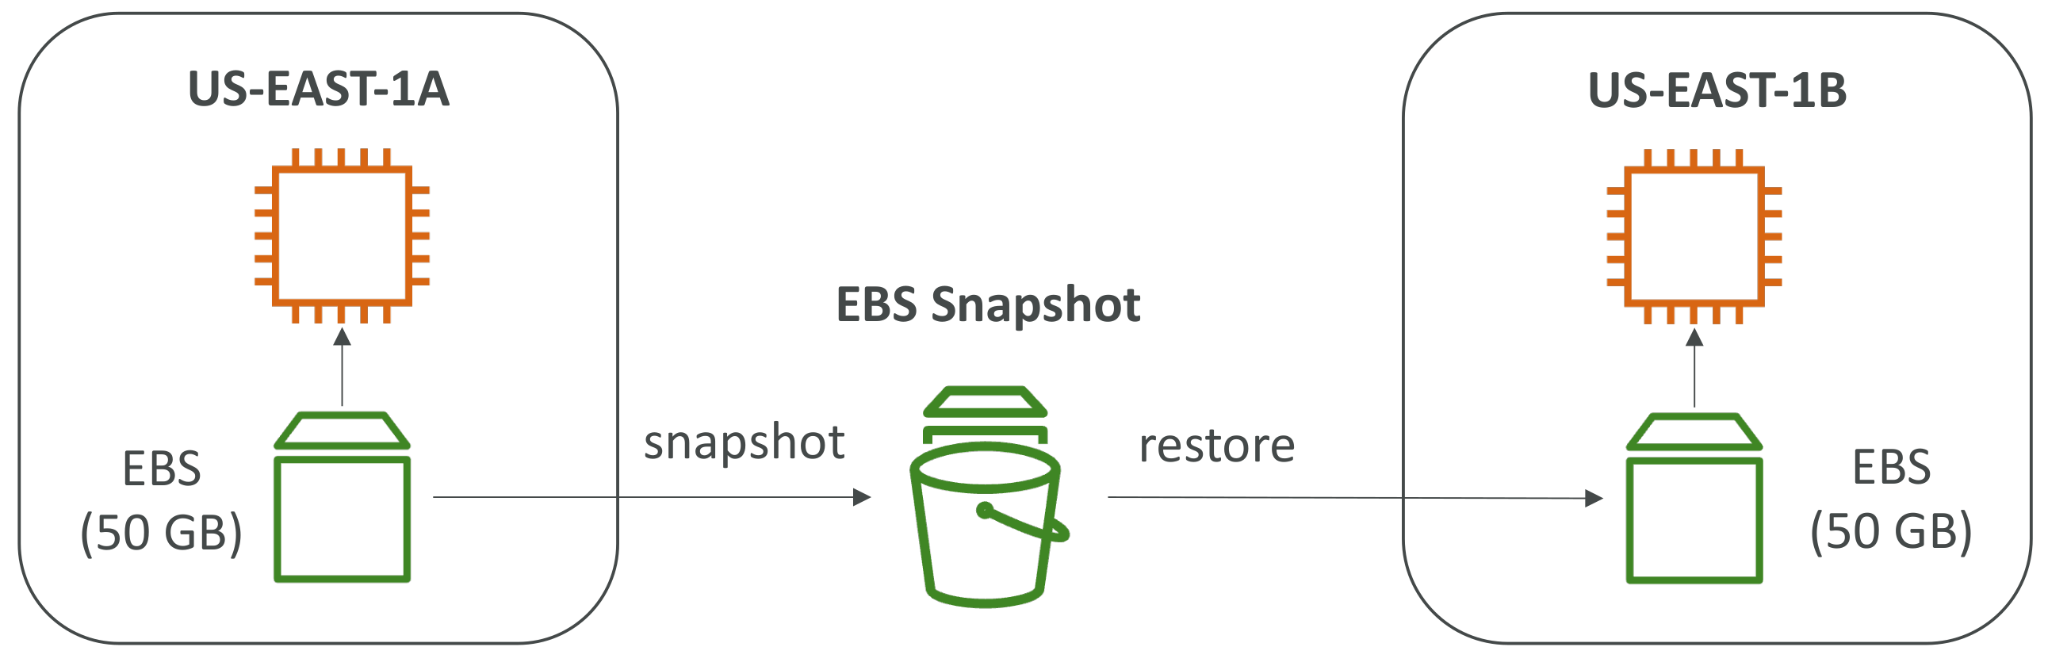 US-EAST-1A
EBS
(50 GB)
snapshot
EBS Snapshot
restore
US-EAST-1B
EBS
(50 GB)